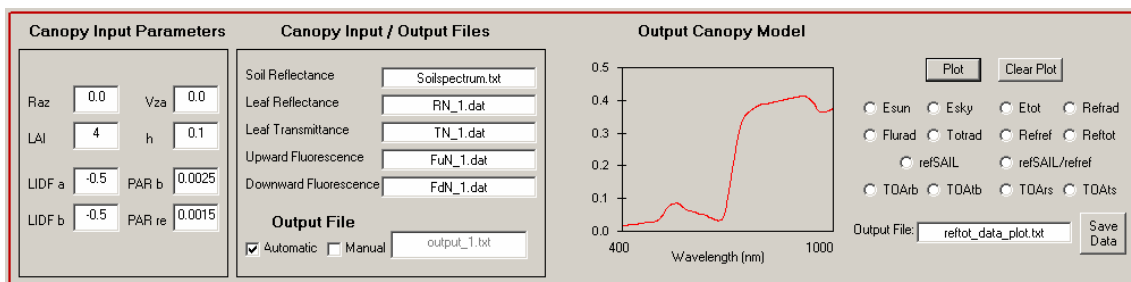 Canopy Input Parameters
Raz 0.0 Vza 0.0
LAI 4 h 0.1
LIDF a -0.5 PAR b 0.0025
LIDF b -0.5 PAR re 0.0015
Canopy Input / Output Files
Soil Reflectance Soilspectrum.txt
Leaf Reflectance RN_1.dat
Leaf Transmittance TN_1.dat
Upward Fluorescence FuN_1.dat
Downward Fluorescence FdN_1.dat
Output File
Automatic Manual output_1.txt
Output Canopy Model
0.5
0.4
0.3
0.2
0.1
0.0
400 1000
Wavelength (nm)
Plot Clear Plot
Esun Esky Etot Refrad
Flurad Totrad Refref Reftot
refSAIL refSAIL/refref
TOArb TOAtb TOArs TOAts
Output File: reftot_data_plot.txt Save Data